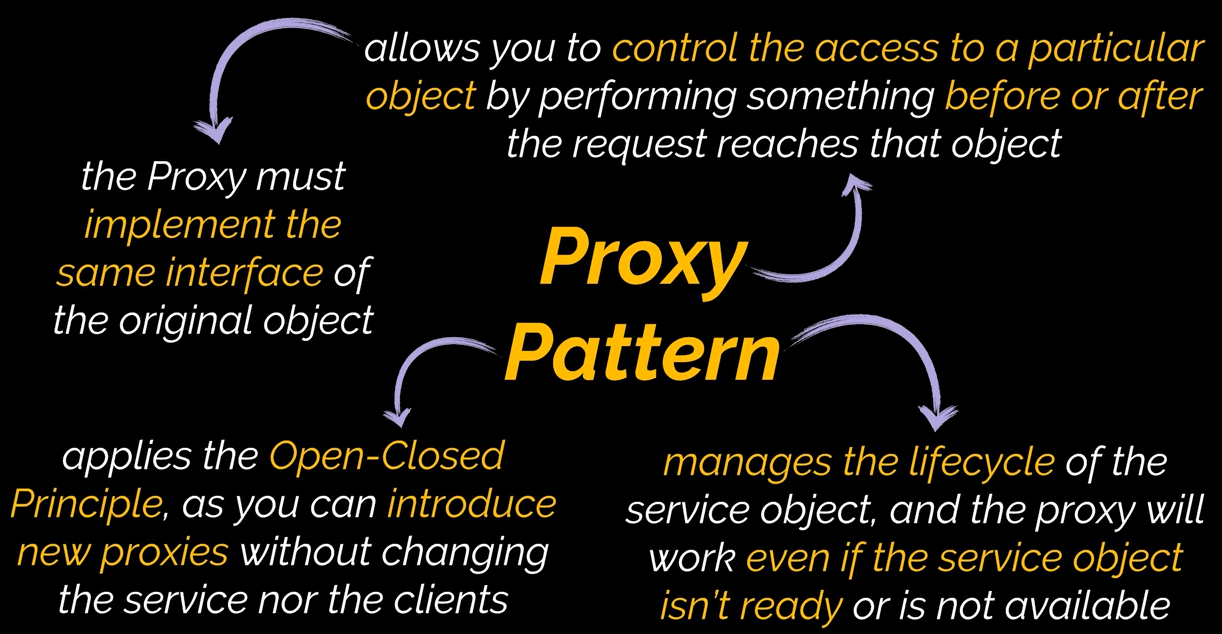 allows you to control the access to a particular
object by performing something before or after
the request reaches that object
the Proxy must
implement the
same interface of
the original object
Proxy
Pattern
applies the Open-Closed
Principle, as you can introduce
new proxies without changing
the service nor the clients
manages the lifecycle of the
service object, and the proxy will
work even if the service object
isn't ready or is not available